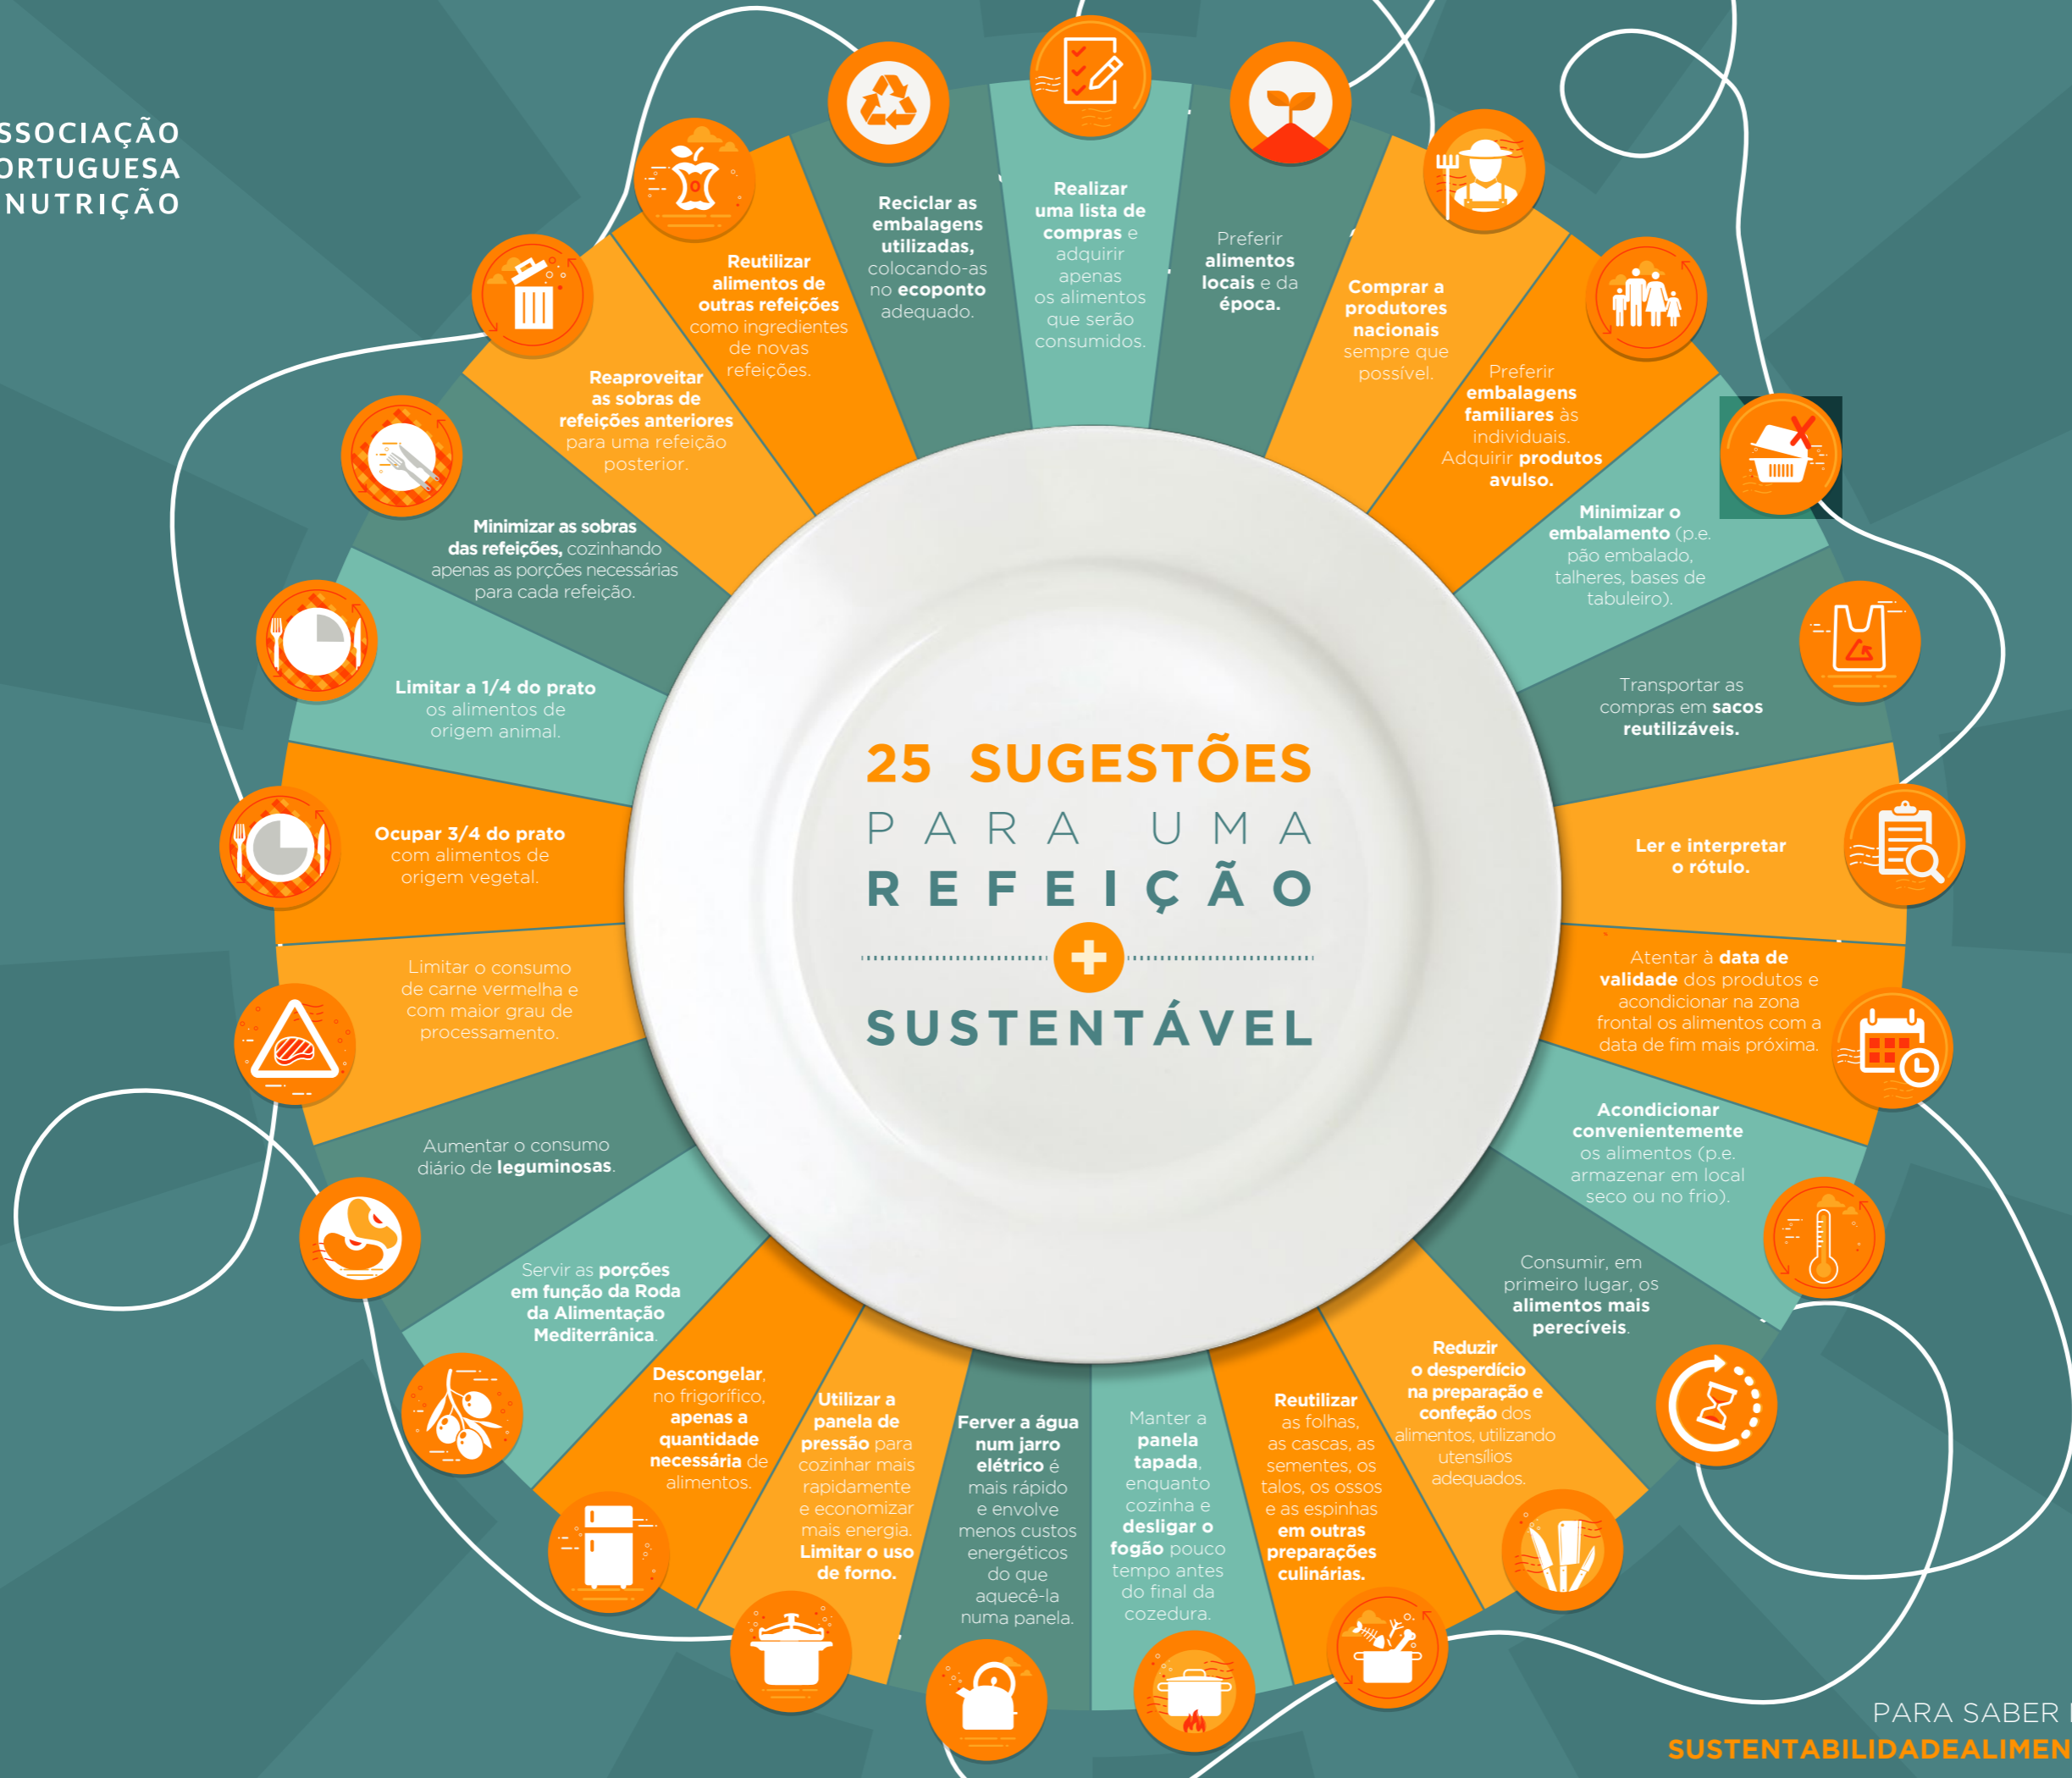 SSOCIAÇÃO
ORTUGUESA
NUTRIÇÃO
25 SUGESTÕES
PARA UMA
REFEIÇÃO
+
SUSTENTÁVEL
Realizar
uma lista de
compras e
adquirir
apenas
os alimentos
que serão
consumidos.
Preferir
alimentos
locais e da
época.
Comprar a
produtores
nacionais
sempre que
possível.
Preferir
embalagens
familiares às
individuais.
Adquirir produtos
avulso.
Minimizar o
embalamento (p.e.
pão embalado,
talheres, bases de
tabuleiro).
Transportar as
compras em sacos
reutilizáveis.
Ler e interpretar
o rótulo.
Atentar à data de
validade dos produtos e
acondicionar na zona
frontal os alimentos com a
data de fim mais próxima.
Acondicionar
convenientemente
os alimentos (p.e.
armazenar em local
seco ou no frio).
Consumir, em
primeiro lugar, os
alimentos mais
perecíveis.
Reduzir
o desperdício
na preparação e
confeção dos
alimentos, utilizando
utensílios
adequados.
Reutilizar
as folhas,
as cascas, as
sementes, os
talos, os ossos
e as espinhas
em outras
preparações
culinárias.
Manter a
panela
tapada,
enquanto
cozinha e
desligar o
fogão pouco
tempo antes
do final da
cozedura.
Ferver a água
num jarro
elétrico é
mais rápido
e envolve
menos custos
energéticos
do que
aquecê-la
numa panela.
Utilizar a
panela de
pressão para
cozinhar mais
rapidamente
e economizar
mais energia.
Limitar o uso
de forno.
Descongelar,
no frigorífico,
apenas a
quantidade
necessária de
alimentos.
Servir as porções
em função da Roda
da Alimentação
Mediterrânica.
Aumentar o consumo
diário de leguminosas.
Limitar o consumo
de carne vermelha e
com maior grau de
processamento.
Ocupar 3/4 do prato
com alimentos de
origem vegetal.
Limitar a 1/4 do prato
os alimentos de
origem animal.
Minimizar as sobras
das refeições, cozinhando
apenas as porções necessárias
para cada refeição.
Reaproveitar
as sobras de
refeições anteriores
para uma refeição
posterior.
Reutilizar
alimentos de
outras refeições
como ingredientes
de novas
refeições.
Reciclar as
embalagens
utilizadas,
colocando-as
no ecoponto
adequado.
PARA SABER
SUSTENTABILIDADEALIMEN